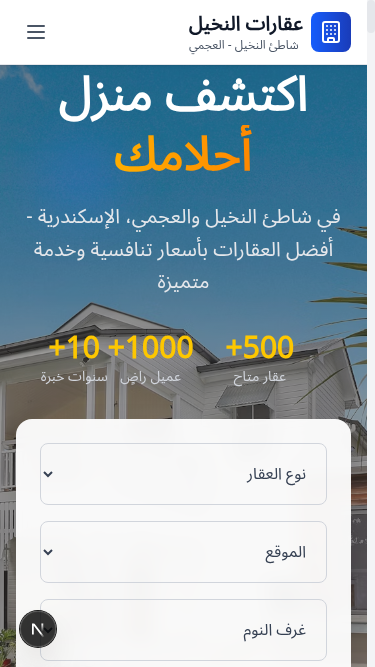 عقارات النخيل
شاطئ النخيل - العجمي
اكتشف منزل
أحلامك
في شاطئ النخيل والعجمي، الإسكندرية -
أفضل العقارات بأسعار تنافسية وخدمة
متميزة
500+
عقار متاح
1000+
عميل راضٍ
10+
سنوات خبرة
نوع العقار
الموقع
غرف النوم
N